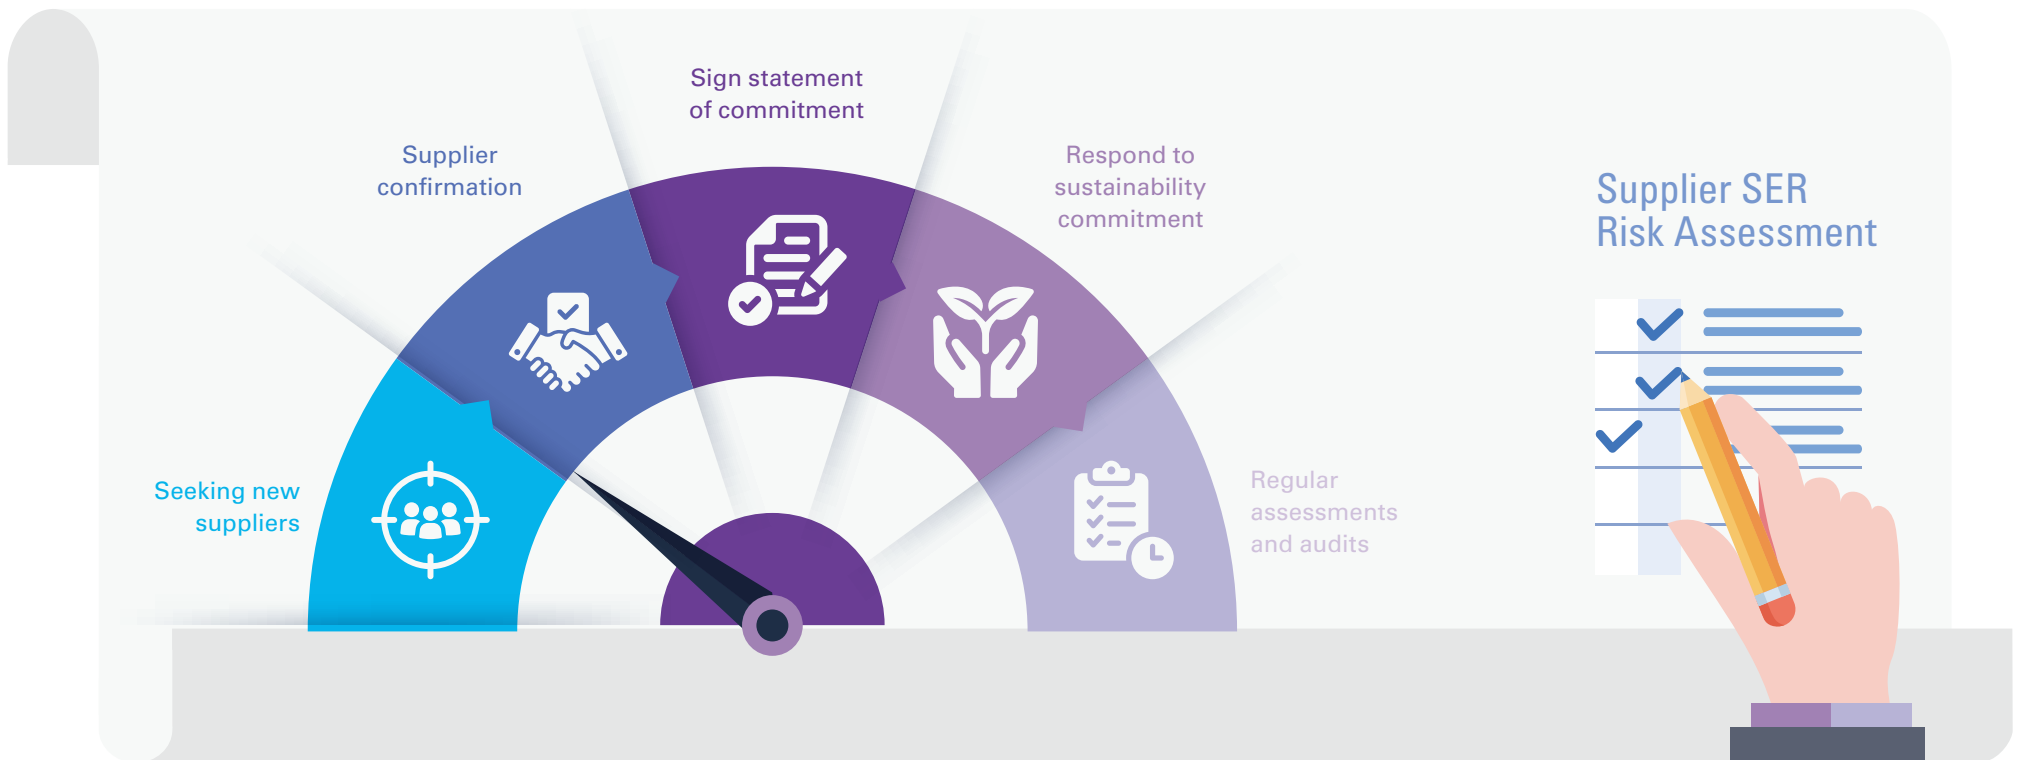 Seeking new
suppliers
Supplier
confirmation
Sign statement
of commitment
Respond to
sustainability
commitment
Regular
assessments
and audits
Supplier SER
Risk Assessment